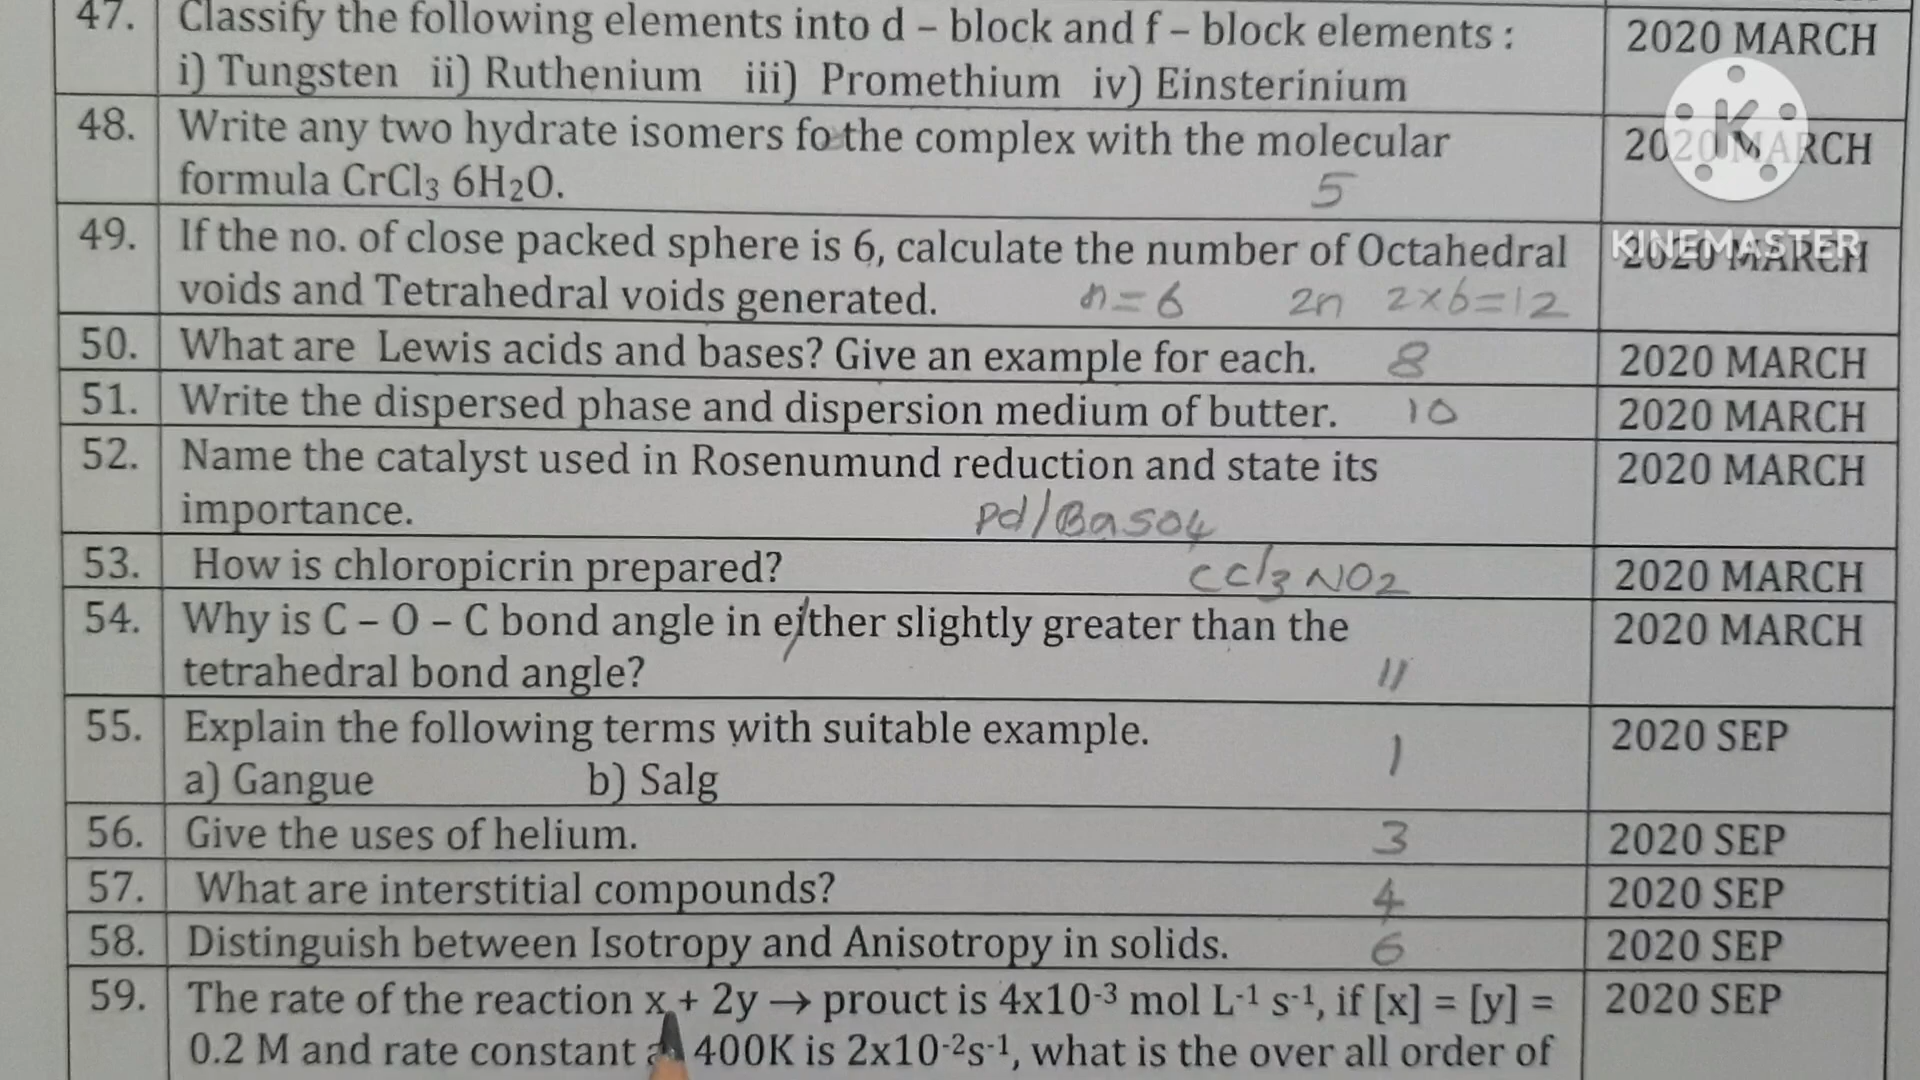 47. Classify the following elements into d – block and f – block elements : 2020 MARCH
i) Tungsten ii) Ruthenium iii) Promethium iv) Einsterinium
48. Write any two hydrate isomers fo the complex with the molecular 2020 MARCH
formula CrCl₃ 6H₂O. 5
49. If the no. of close packed sphere is 6, calculate the number of Octahedral 2020 MARCH
KINEMASTER
voids and Tetrahedral voids generated. n=6 2n 2×6=12
50. What are Lewis acids and bases? Give an example for each. 8 2020 MARCH
51. Write the dispersed phase and dispersion medium of butter. 10 2020 MARCH
52. Name the catalyst used in Rosenumund reduction and state its 2020 MARCH
importance. Pd/BaSO4
53. How is chloropicrin prepared? CCl3NO2 2020 MARCH
54. Why is C – O – C bond angle in either slightly greater than the 2020 MARCH
tetrahedral bond angle? 11
55. Explain the following terms with suitable example. 1 2020 SEP
a) Gangue b) Salg
56. Give the uses of helium. 3 2020 SEP
57. What are interstitial compounds? 4 2020 SEP
58. Distinguish between Isotropy and Anisotropy in solids. 6 2020 SEP
59. The rate of the reaction x + 2y → prouct is 4x10⁻³ mol L⁻¹ s⁻¹, if [x] = [y] = 2020 SEP
0.2 M and rate constant 400K is 2x10⁻²s⁻¹, what is the over all order of